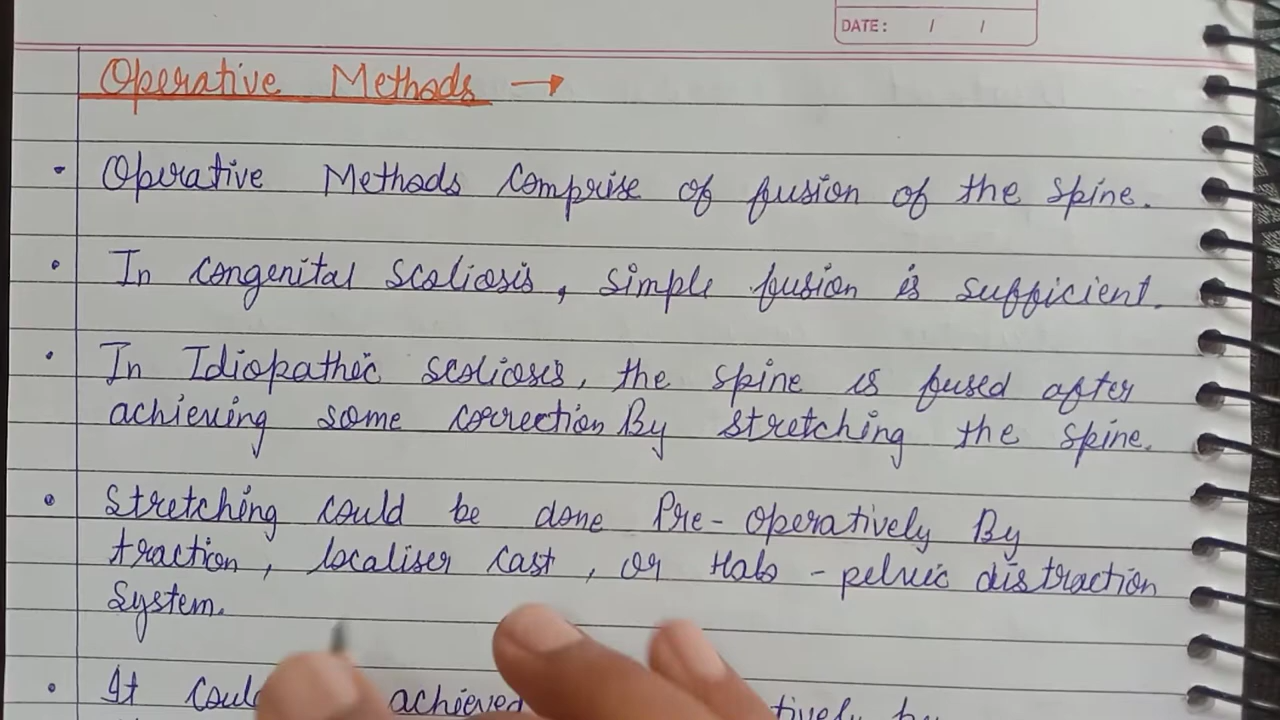 DATE: / /
Operative Methods →
• Operative Methods comprise of fusion of the spine.
• In congenital scoliosis, simple fusion is sufficient.
• In Idiopathic scoliosis, the spine is fused after
achieving some correction By stretching the spine.
• Stretching could be done Pre-operatively By
traction, localiser cast, or Halo-pelvic distraction
System.
• It achieved by